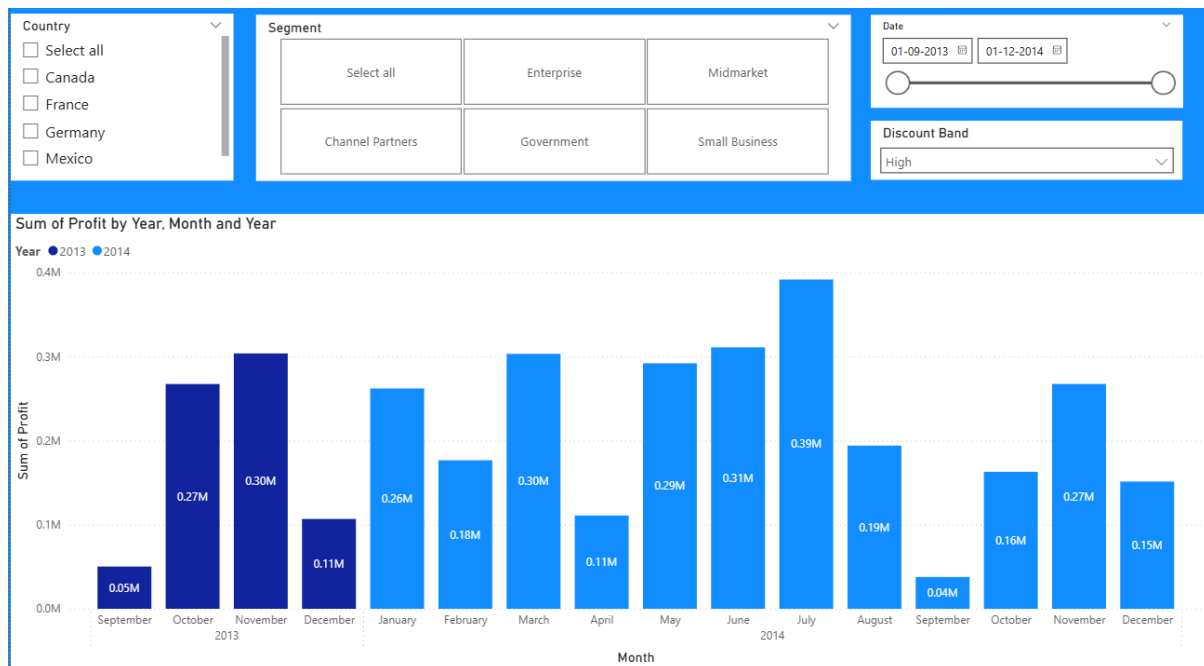 Country
Select all
Canada
France
Germany
Mexico
Segment
Select all
Enterprise
Midmarket
Channel Partners
Government
Small Business
Date
01-09-2013
01-12-2014
Discount Band
High
Sum of Profit by Year, Month and Year
Year 2013 2014
Sum of Profit
0.4M
0.3M
0.2M
0.1M
0.0M
0.05M
0.27M
0.30M
0.11M
0.26M
0.18M
0.30M
0.11M
0.29M
0.31M
0.39M
0.19M
0.04M
0.16M
0.27M
0.15M
September October November December January February March April May June July August September October November December
2013 2014
Month